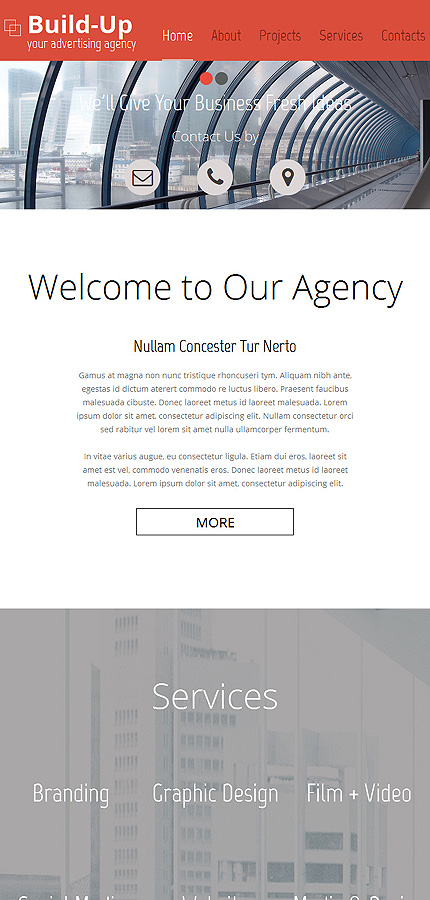 Build-Up
your advertising agency
Home About Projects Services Contacts
We'll Give Your Business Fresh Ideas
Contact Us by
Welcome to Our Agency
Nullam Concester Tur Nerto
Gamus at magna non nunc tristique rhoncuseri tym. Aliquam nibh ante,
egestas id dictum aterert commodo re luctus libero. Praesent faucibus
malesuada cibuste. Donec laoreet metus id laoreet malesuada. Lorem
ipsum dolor sit amet, consectetur adipiscing elit. Nullam consectetur orci
sed rabitur vel lorem sit amet nulla ullamcorper fermentum.
In vitae varius augue, eu consectetur ligula. Etiam dui eros, laoreet sit
amet est vel, commodo venenatis eros. Donec laoreet metus id laoreet
malesuada. Lorem ipsum dolor sit amet, consectetur adipiscing elit.
MORE
Services
Branding Graphic Design Film + Video